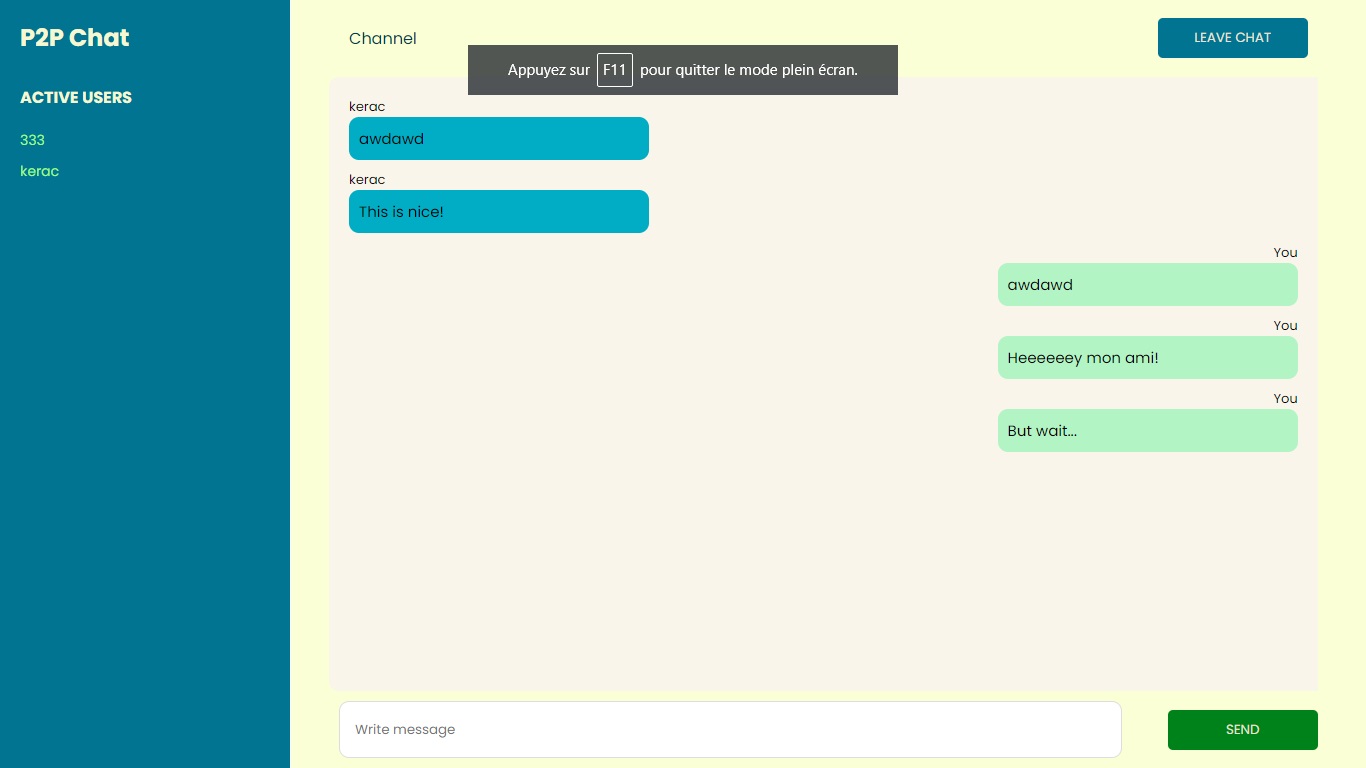 P2P Chat
ACTIVE USERS
333
kerac
Channel
LEAVE CHAT
Appuyez sur F11 pour quitter le mode plein écran.
kerac
awdawd
kerac
This is nice!
You
awdawd
You
Heeeeeey mon ami!
You
But wait...
Write message
SEND